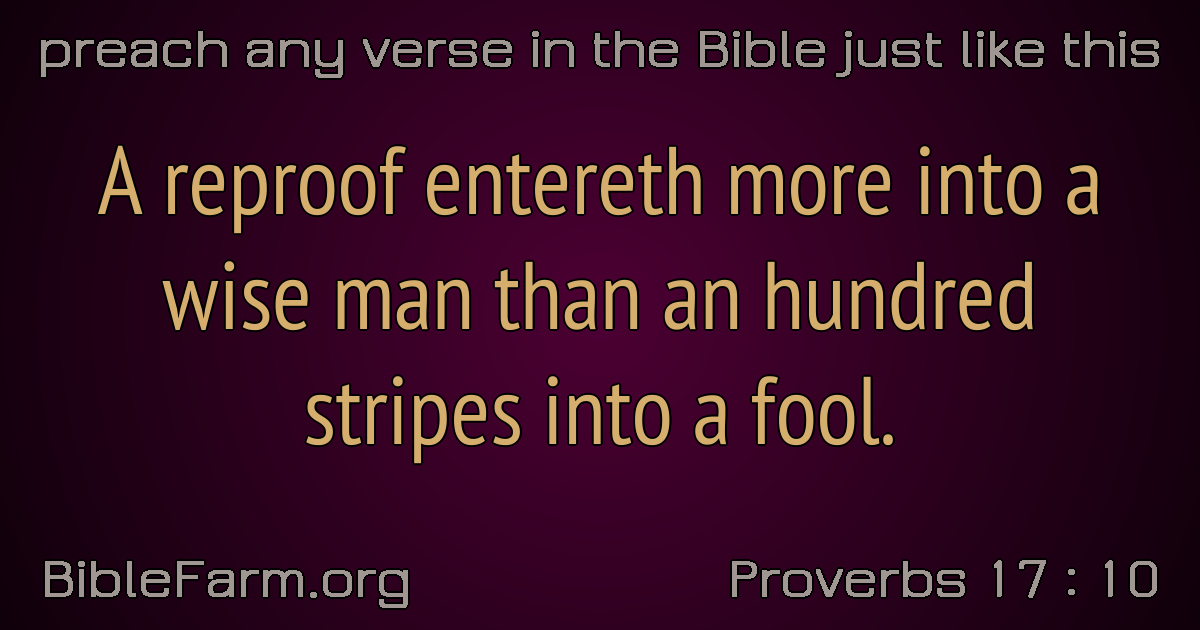 preach any verse in the Bible just like this
A reproof entereth more into a
wise man than an hundred
stripes into a fool.
BibleFarm.org
Proverbs 17 : 10